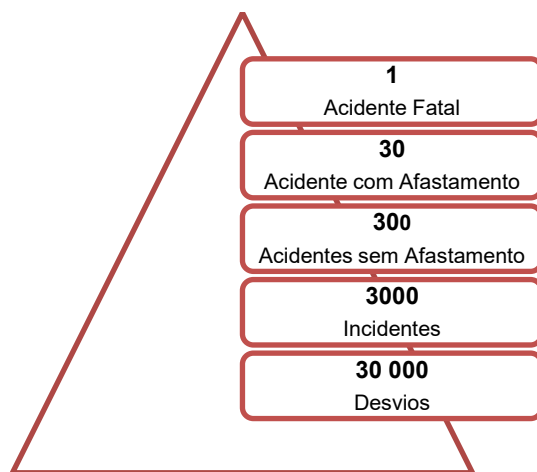 1
Acidente Fatal
30
Acidente com Afastamento
300
Acidentes sem Afastamento
3000
Incidentes
30 000
Desvios